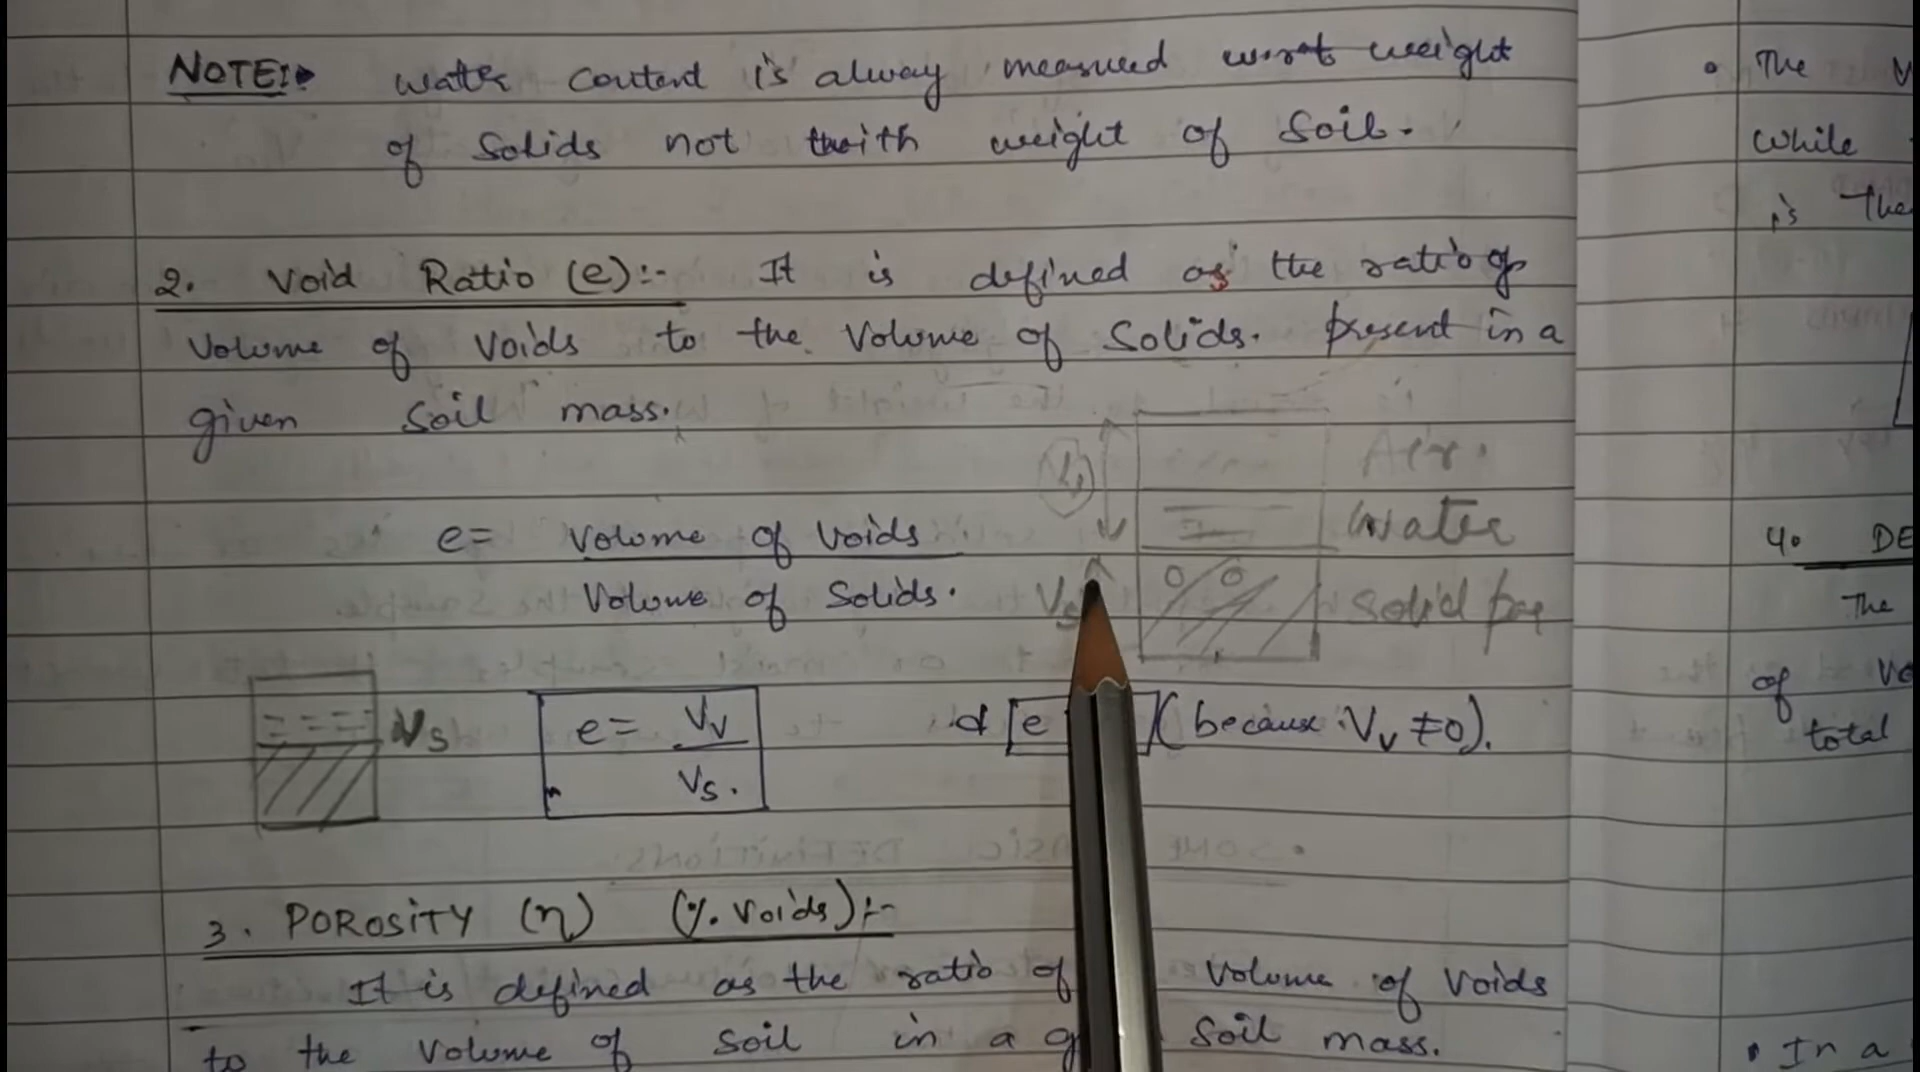 NOTE:→ water content is alway measured w.r.t weight
of solids not with weight of soil.
2. Void Ratio (e):- It is defined as the ratio of
volume of voids to the volume of solids. present in a
given soil mass.
Air.
e= volume of voids
Water
Volume of Solids.
Vs
Solid
e= Vv
Vs.
Vs
e
(because Vv ≠0).
3. POROSITY (η) (%. voids):-
It is defined as the ratio of volume of voids
to the volume of soil in a soil mass.
• The
while
is the
4. DE
The
of vo
total
• In a